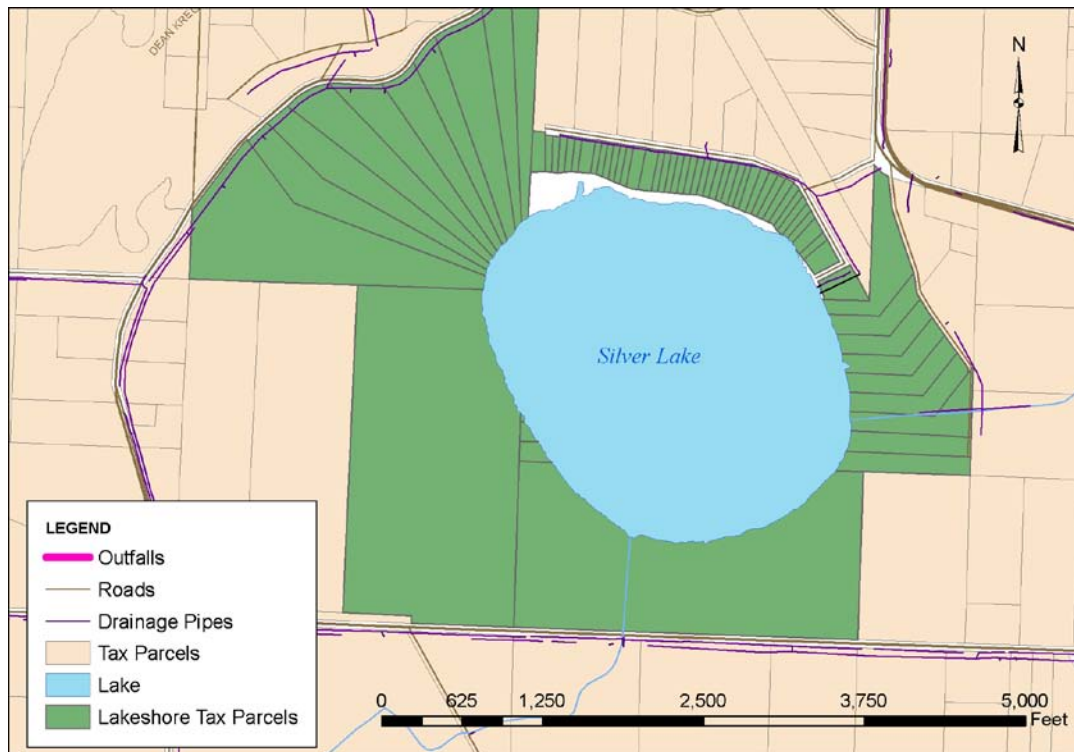 DEAN KREG
N
Silver Lake
LEGEND
Outfalls
Roads
Drainage Pipes
Tax Parcels
Lake
Lakeshore Tax Parcels
0 625 1,250 2,500 3,750 5,000
Feet